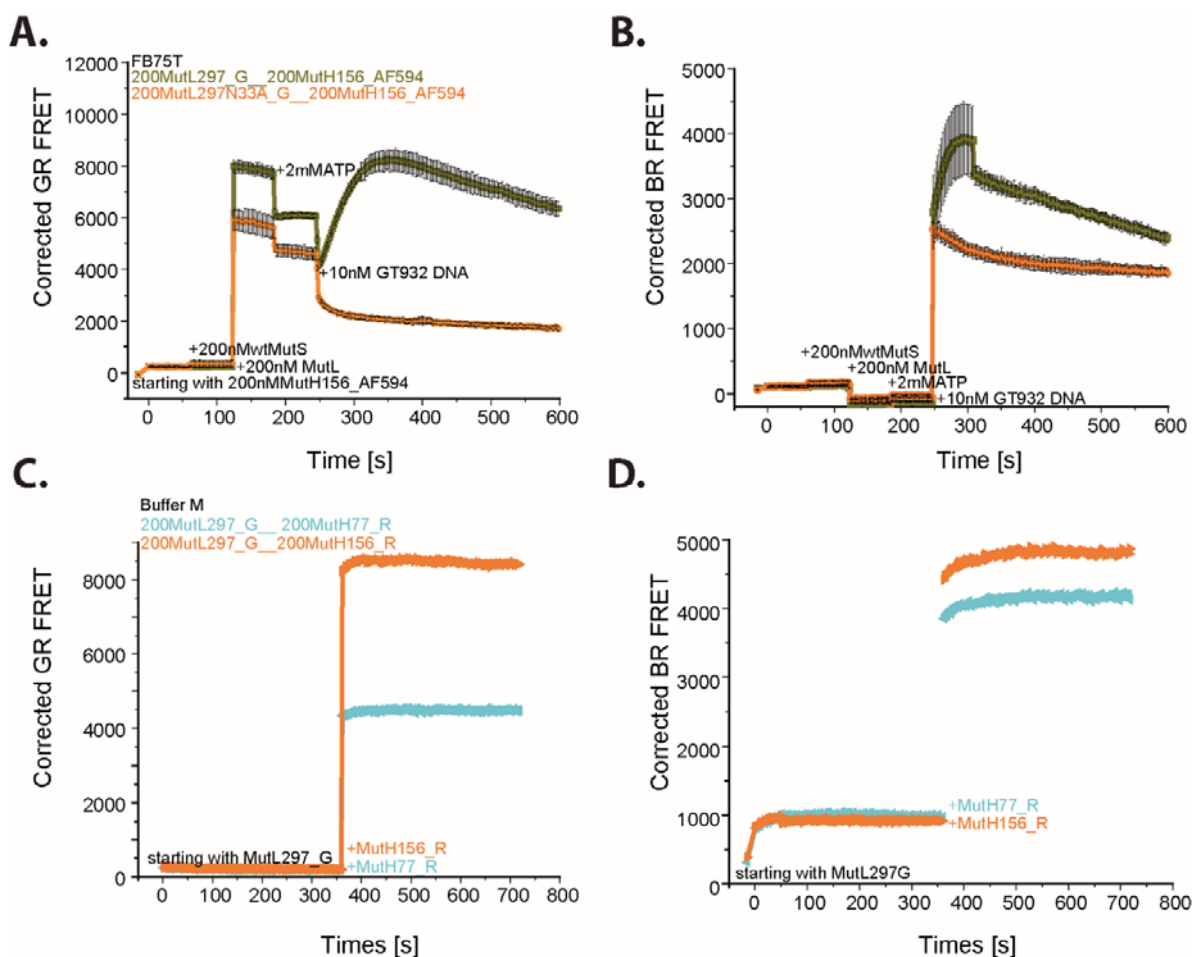 A.
FB75T
200MutL297_G__200MutH156_AF594
200MutL297N33A_G__200MutH156_AF594
12000
10000
8000
6000
4000
2000
0
Corrected GR FRET
+2mMATP
+10nM GT932 DNA
+200nMwtMutS
+200nM MutL
starting with 200nMMutH156_AF594
0 100 200 300 400 500 600
Time [s]
B.
5000
4000
3000
2000
1000
0
Corrected BR FRET
+200nMwtMutS
+200nM MutL
+2mMATP
+10nM GT932 DNA
0 100 200 300 400 500 600
Time [s]
C.
Buffer M
200MutL297_G__ 200MutH77_R
200MutL297_G__200MutH156_R
8000
6000
4000
2000
0
Corrected GR FRET
starting with MutL297_G
+MutH156_R
+MutH77_R
0 100 200 300 400 500 600 700 800
Times [s]
D.
5000
4000
3000
2000
1000
0
Corrected BR FRET
+MutH77_R
+MutH156_R
starting with MutL297G
0 100 200 300 400 500 600 700 800
Times [s]